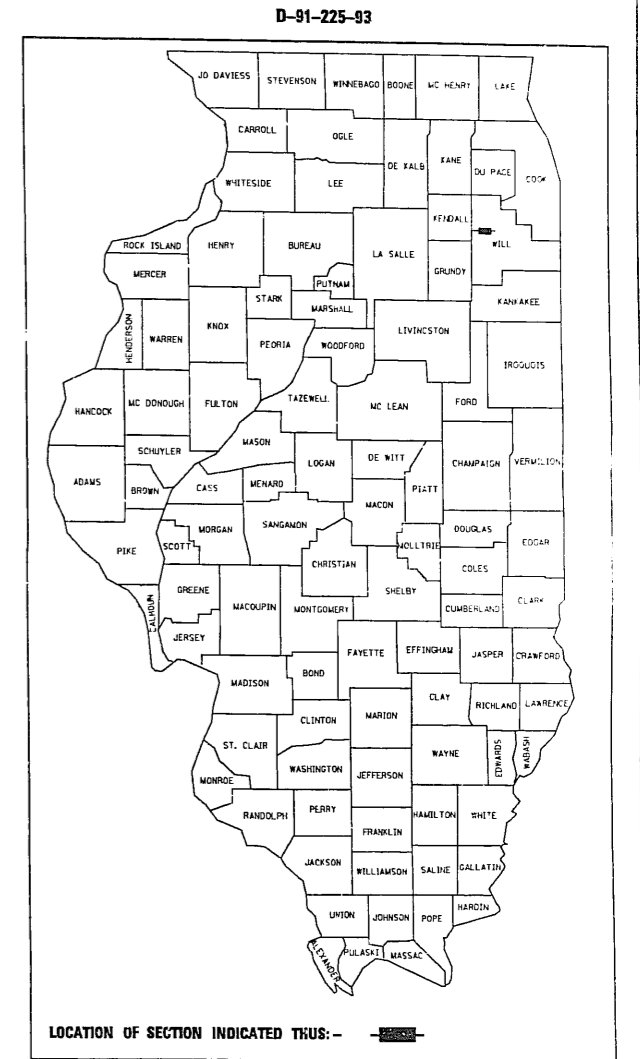 D-91-225-93
JO DAVIESS STEVENSON WINNEBAGO BOONE MC HENRY LAKE
CARROLL OGLE
DE KALB KANE DU PAGE COOK
WHITESIDE LEE
KENDALL
ROCK ISLAND HENRY BUREAU LA SALLE WILL
MERCER GRUNDY
PUTNAM
STARK MARSHALL KANKAKEE
HENDERSON WARREN KNOX LIVINGSTON
PEORIA WOODFORD
IROQUOIS
TAZEWELL
HANCOCK MC DONOUGH FULTON MC LEAN FORD
MASON
SCHUYLER LOGAN DE WITT CHAMPAIGN VERMILION
ADAMS BROWN CASS MENARD PIATT
MACON
MORGAN SANGAMON DOUGLAS
PIKE SCOTT MOLLTRIE EDGAR
CHRISTIAN COLES
GREENE SHELBY CLARK
CALHOUN MACOUPIN MONTGOMERY CUMBERLAND
JERSEY
FAYETTE EFFINGHAM JASPER CRAWFORD
BOND
MADISON CLAY
RICHLAND LAWRENCE
CLINTON MARION
ST. CLAIR WAYNE EDWARDS WABASH
WASHINGTON JEFFERSON
MONROE
RANDOLPH PERRY HAMILTON WHITE
FRANKLIN
JACKSON WILLIAMSON SALINE GALLATIN
HARDIN
UNION JOHNSON POPE
ALEXANDER PULASKI MASSAC
LOCATION OF SECTION INDICATED THUS: -